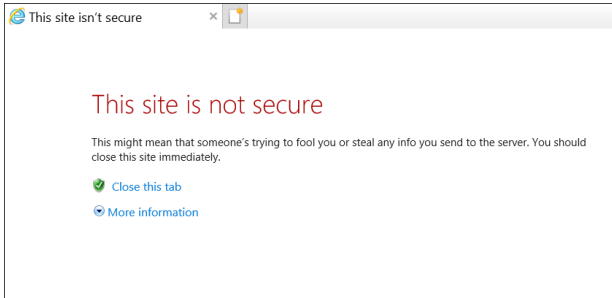 This site isn't secure
This site is not secure
This might mean that someone's trying to fool you or steal any info you send to the server. You should
close this site immediately.
Close this tab
More information